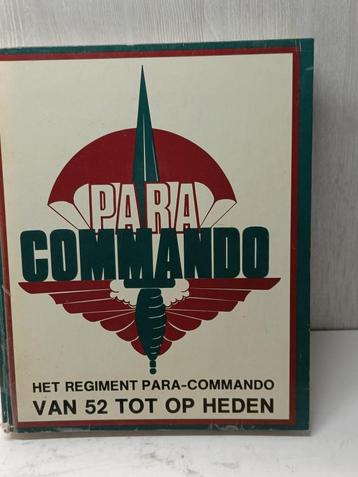 PARA
COMMANDO
HET REGIMENT PARA-COMMANDO
VAN 52 TOT OP HEDEN